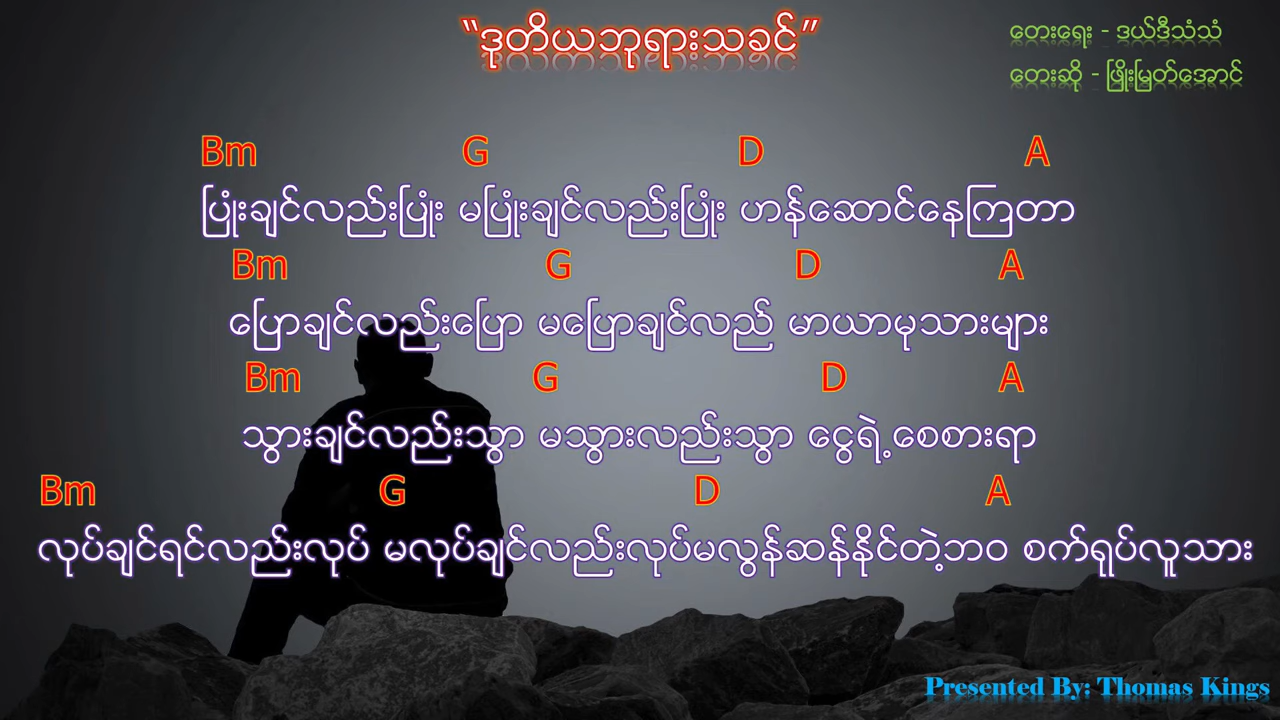 “ဒုတိယဘုရားသခင်”
တေးရေး - ဒယ်ဒီသံသံ
တေးဆို - ဖြိုးမြတ်အောင်
Bm G D A
ပြုံးချင်လည်းပြုံး မပြုံးချင်လည်းပြုံး ဟန်ဆောင်နေကြတာ
Bm G D A
ပြောချင်လည်းပြော မပြောချင်လည် မာယာမုသားများ
Bm G D A
သွားချင်လည်းသွာ မသွားလည်းသွာ ငွေရဲ့စေစားရာ
Bm G D A
လုပ်ချင်ရင်လည်းလုပ် မလုပ်ချင်လည်းလုပ်မလွန်ဆန်နိုင်တဲ့ဘဝ စက်ရုပ်လူသား
Presented By: Thomas Kings